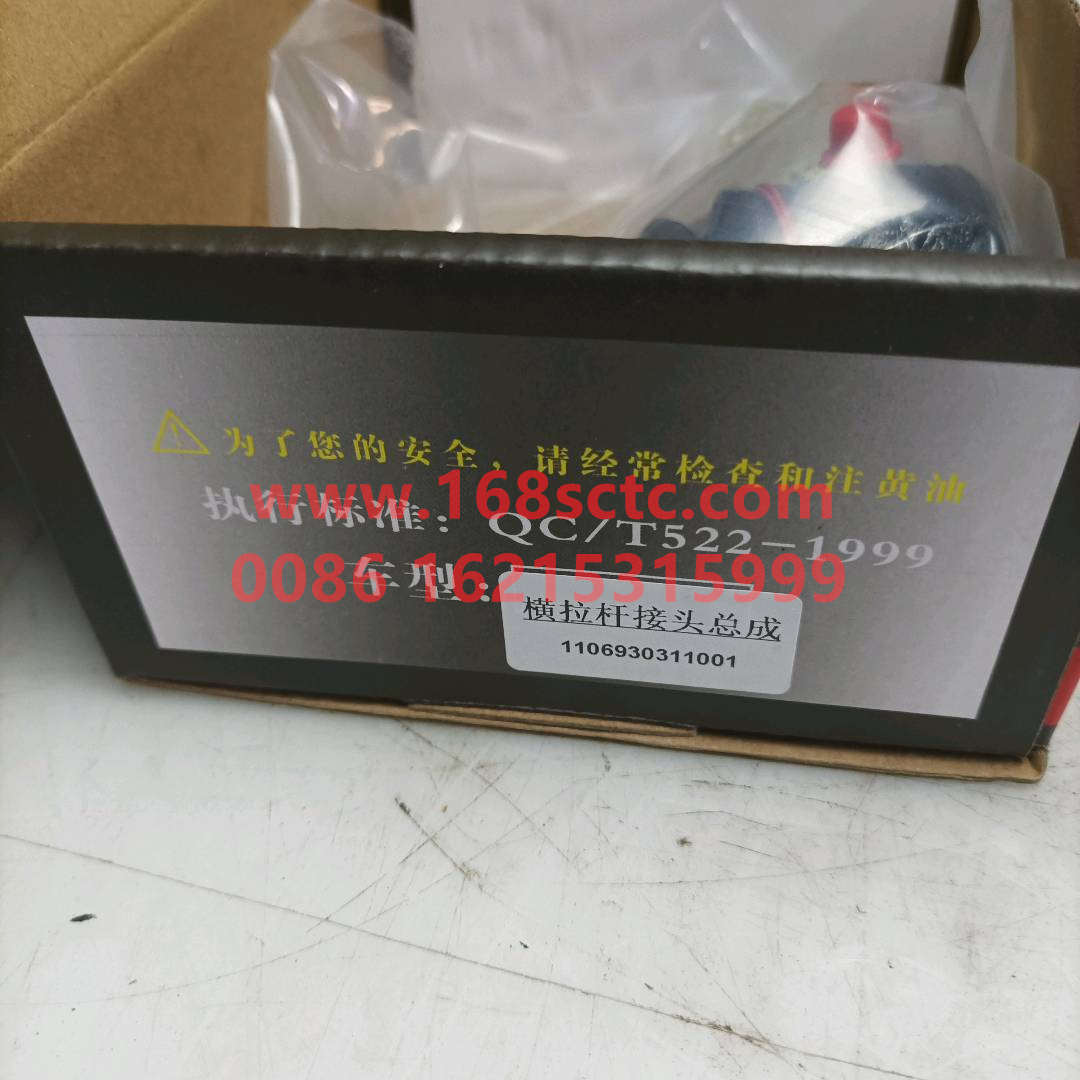 为了您的安全，请经常检查和注黄油
www.168sctc.com
执行标准：QC/T522-1999
0086 16215315999
车型：
横拉杆接头总成
1106930311001